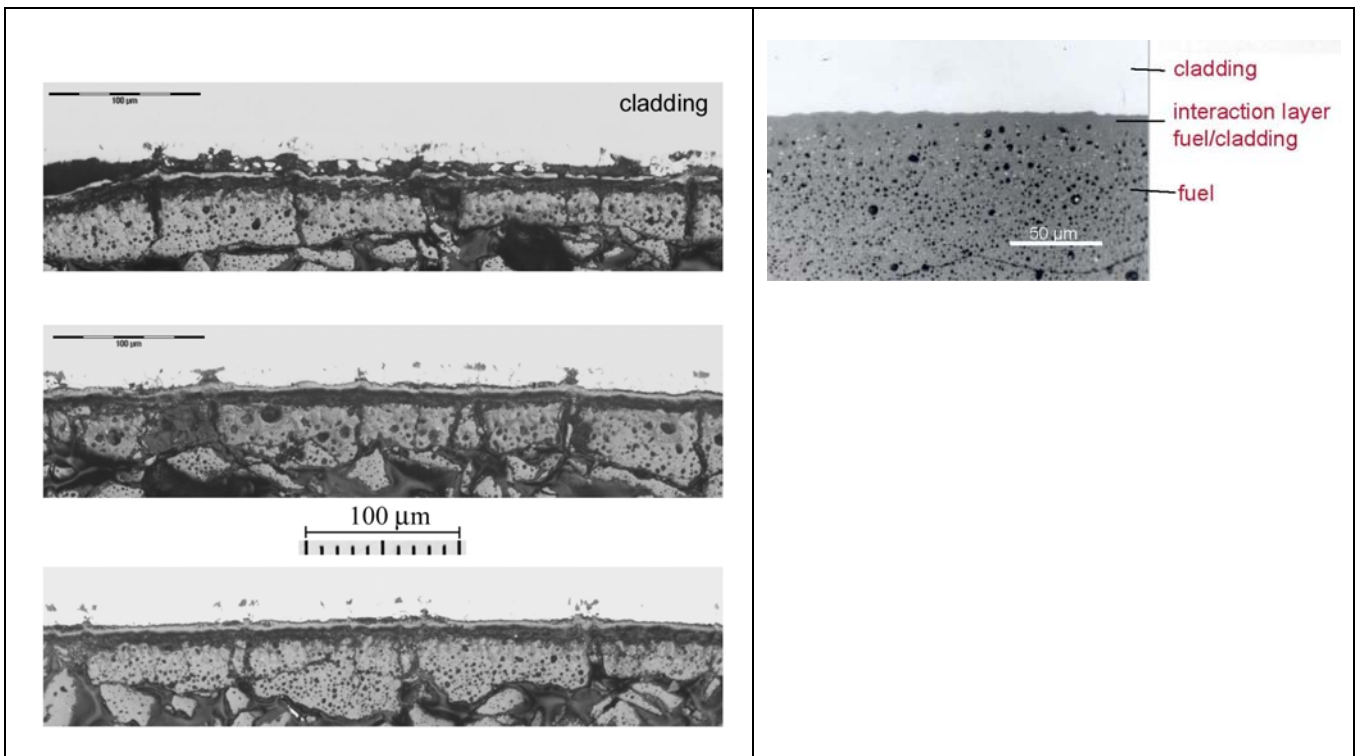 100 µm
cladding
100 µm
100 µm
cladding
interaction layer
fuel/cladding
fuel
50 µm